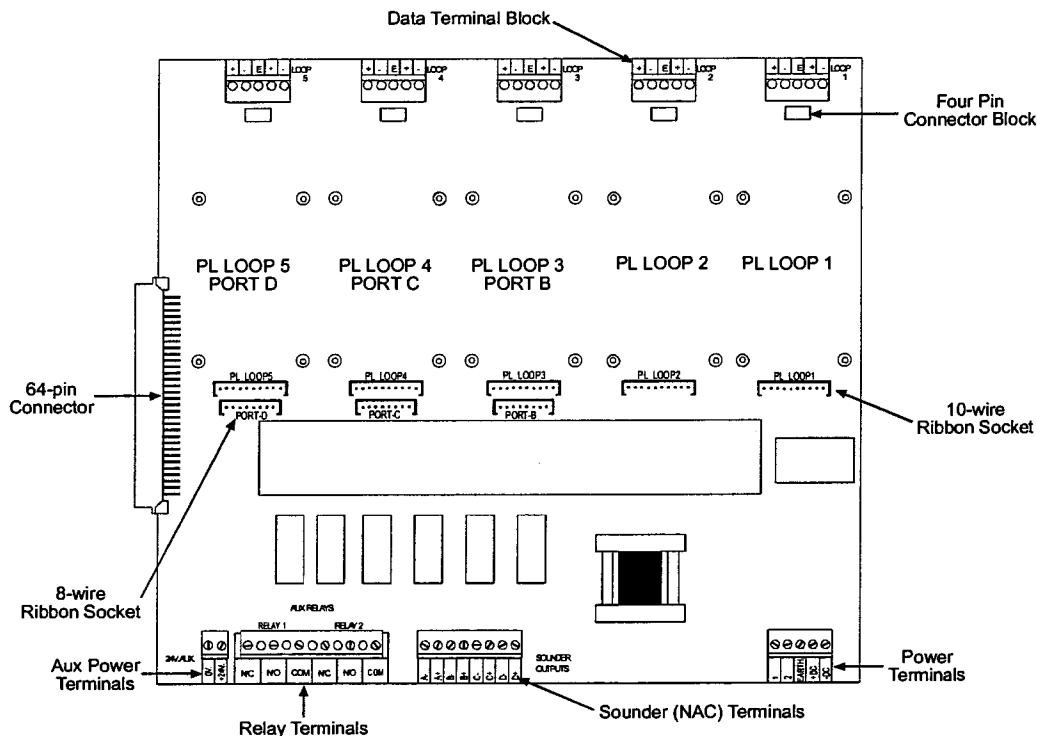 Data Terminal Block
+ - E + - LOOP 5
+ - E + - LOOP 4
+ - E + - LOOP 3
+ - E + - LOOP 2
+ - E + - LOOP 1
Four Pin
Connector Block
PL LOOP 5
PORT D
PL LOOP 4
PORT C
PL LOOP 3
PORT B
PL LOOP 2
PL LOOP 1
64-pin
Connector
PL LOOP5
PL LOOP4
PL LOOP3
PL LOOP2
PL LOOP1
PORT-D
PORT-C
PORT-B
10-wire
Ribbon Socket
8-wire
Ribbon Socket
AUX RELAYS
RELAY 1
RELAY 2
24V AUX.
0V
+24V
N/C N/O COM N/C N/O COM
A- A+ B- B+ C- C+ D- D+
SOUNDER
OUTPUTS
1 2 EARTH +DC -DC
Aux Power
Terminals
Relay Terminals
Sounder (NAC) Terminals
Power
Terminals